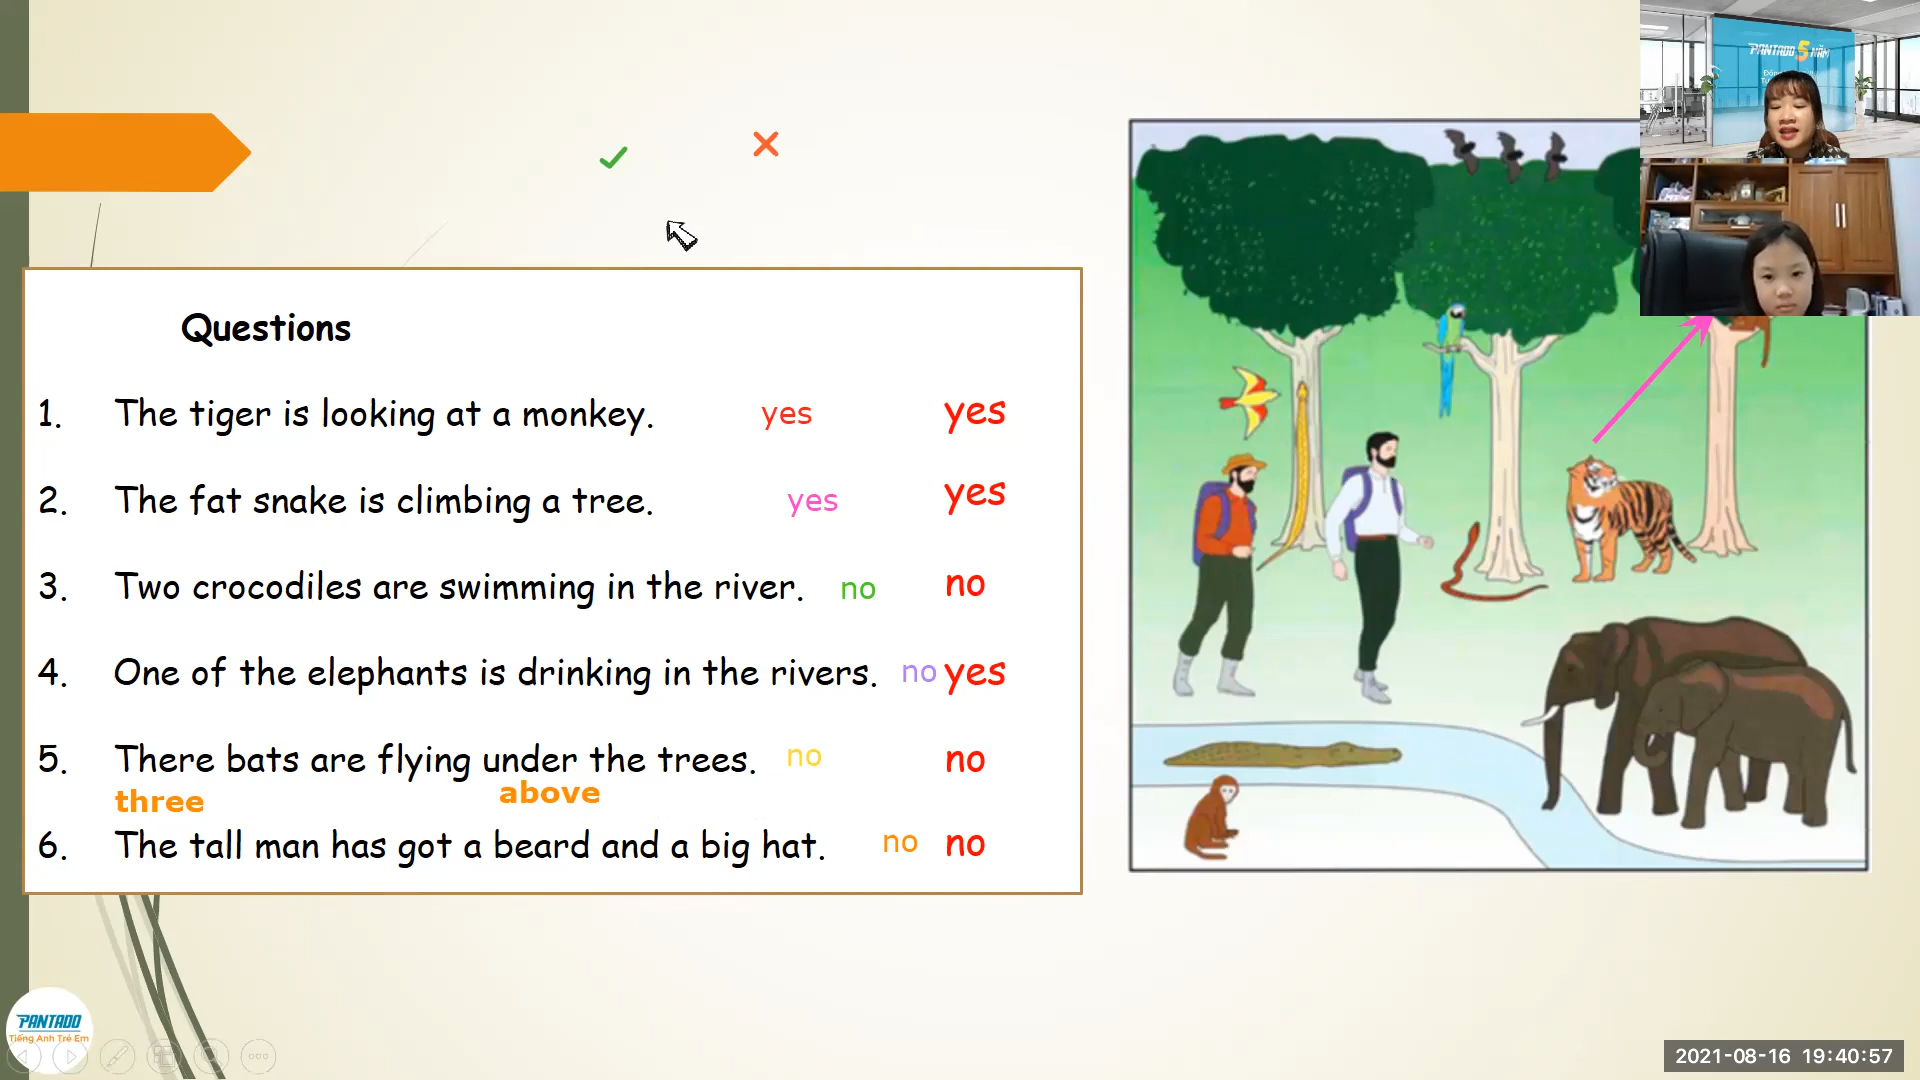 PANTADO 5 NĂM
Questions
1. The tiger is looking at a monkey. yes yes
2. The fat snake is climbing a tree. yes yes
3. Two crocodiles are swimming in the river. no no
4. One of the elephants is drinking in the rivers. no yes
5. There bats are flying under the trees. no no
three above
6. The tall man has got a beard and a big hat. no no
PANTADO
Tiếng Anh Trẻ Em
2021-08-16 19:40:57